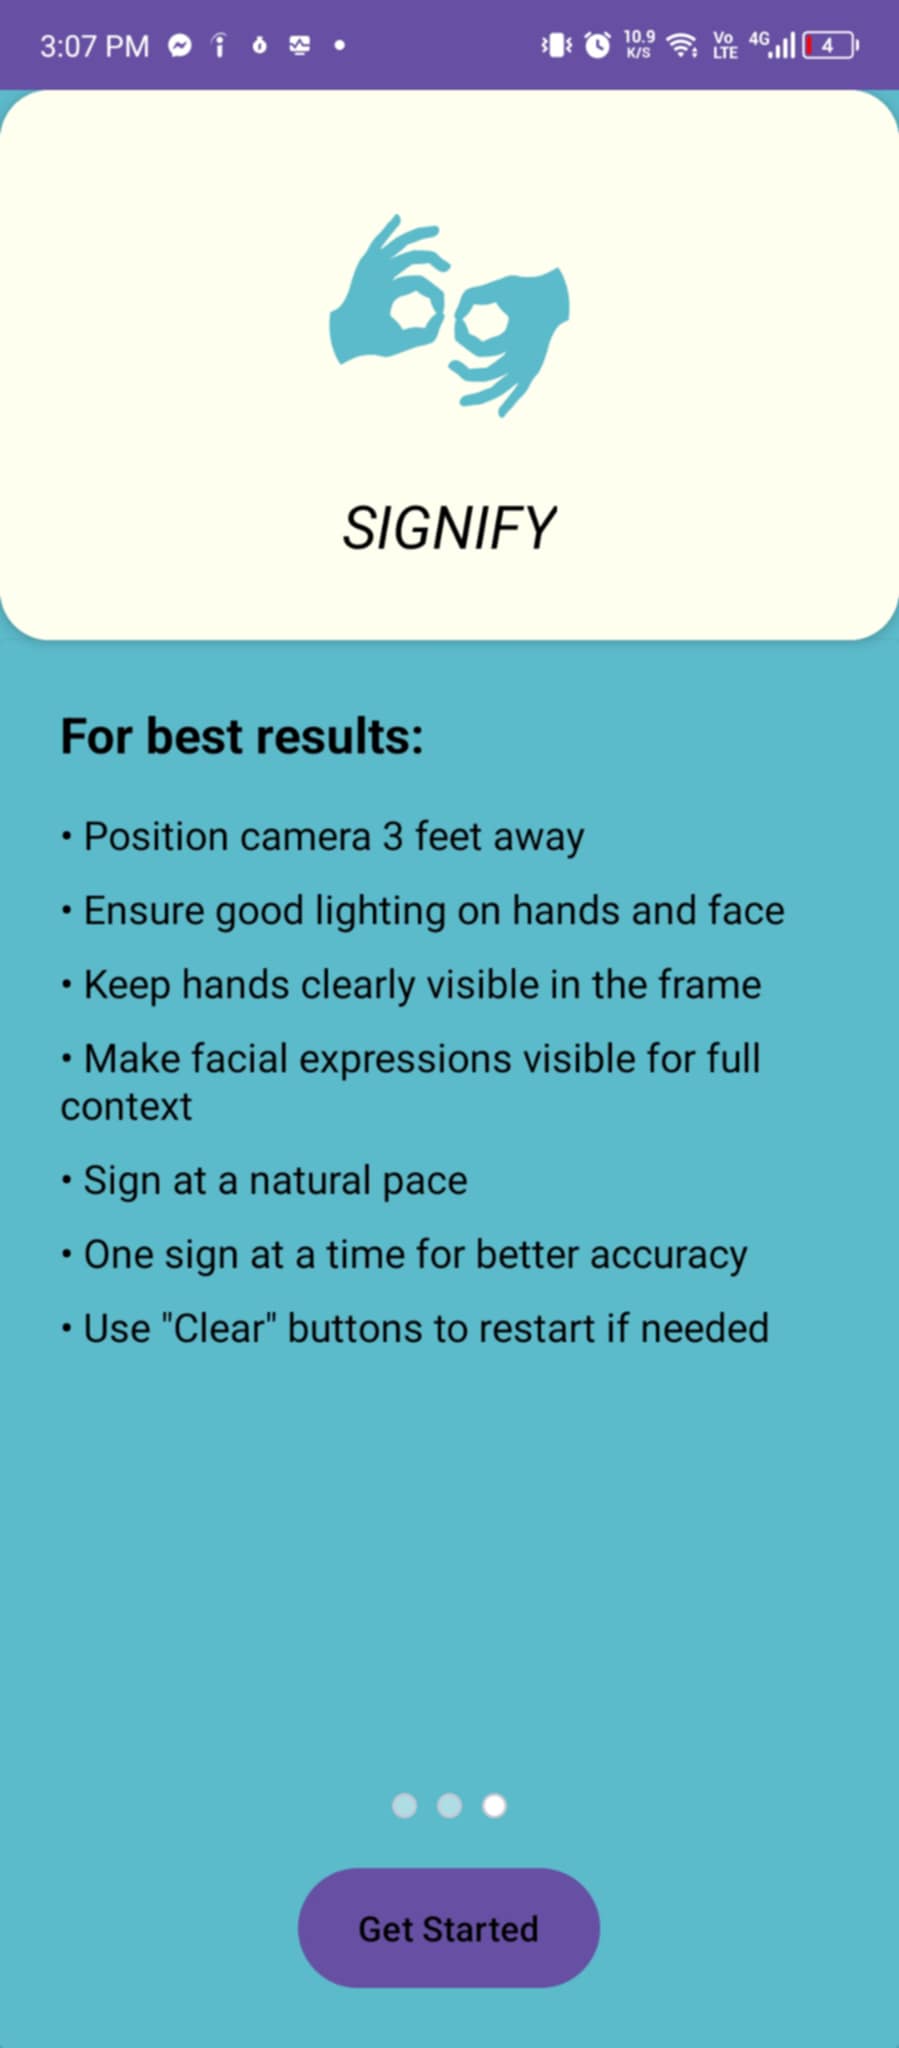 3:07 PM
10.9 K/S
Vo LTE
4G
4
SIGNIFY
For best results:
• Position camera 3 feet away
• Ensure good lighting on hands and face
• Keep hands clearly visible in the frame
• Make facial expressions visible for full
context
• Sign at a natural pace
• One sign at a time for better accuracy
• Use "Clear" buttons to restart if needed
Get Started